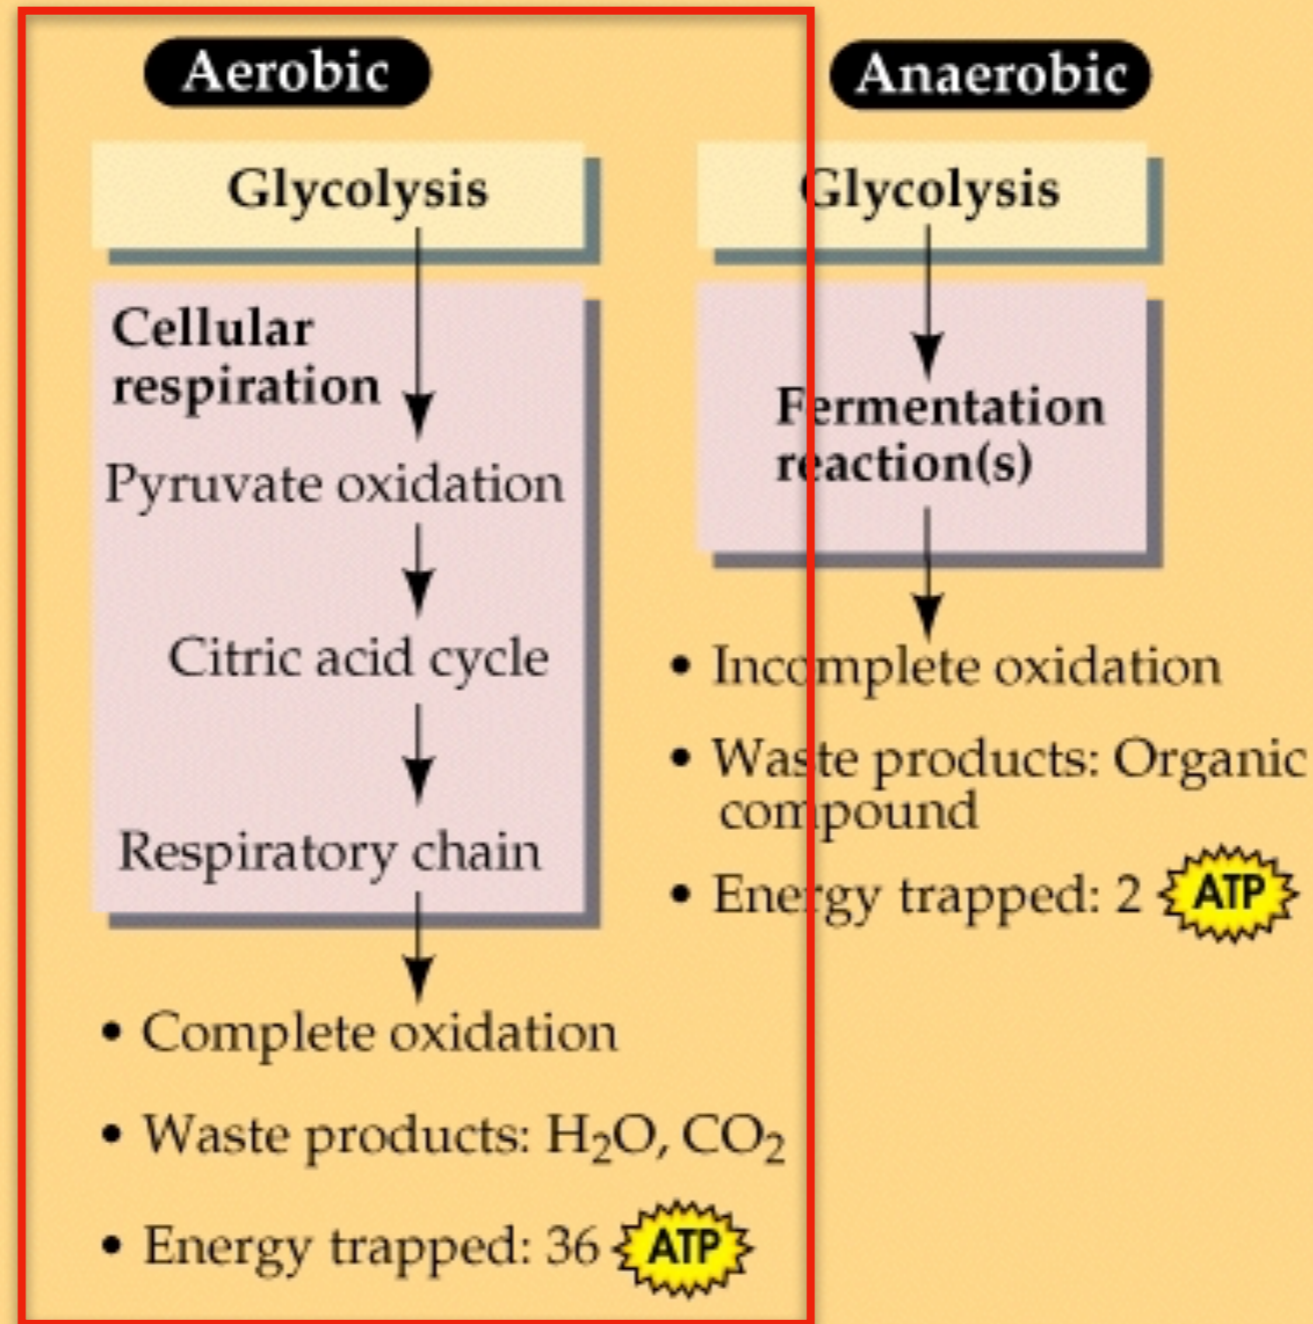 Aerobic
Glycolysis
Cellular
respiration
Pyruvate oxidation
Citric acid cycle
Respiratory chain
• Complete oxidation
• Waste products: H₂O, CO₂
• Energy trapped: 36 ATP
Anaerobic
Glycolysis
Fermentation
reaction(s)
• Incomplete oxidation
• Waste products: Organic
compound
• Energy trapped: 2 ATP